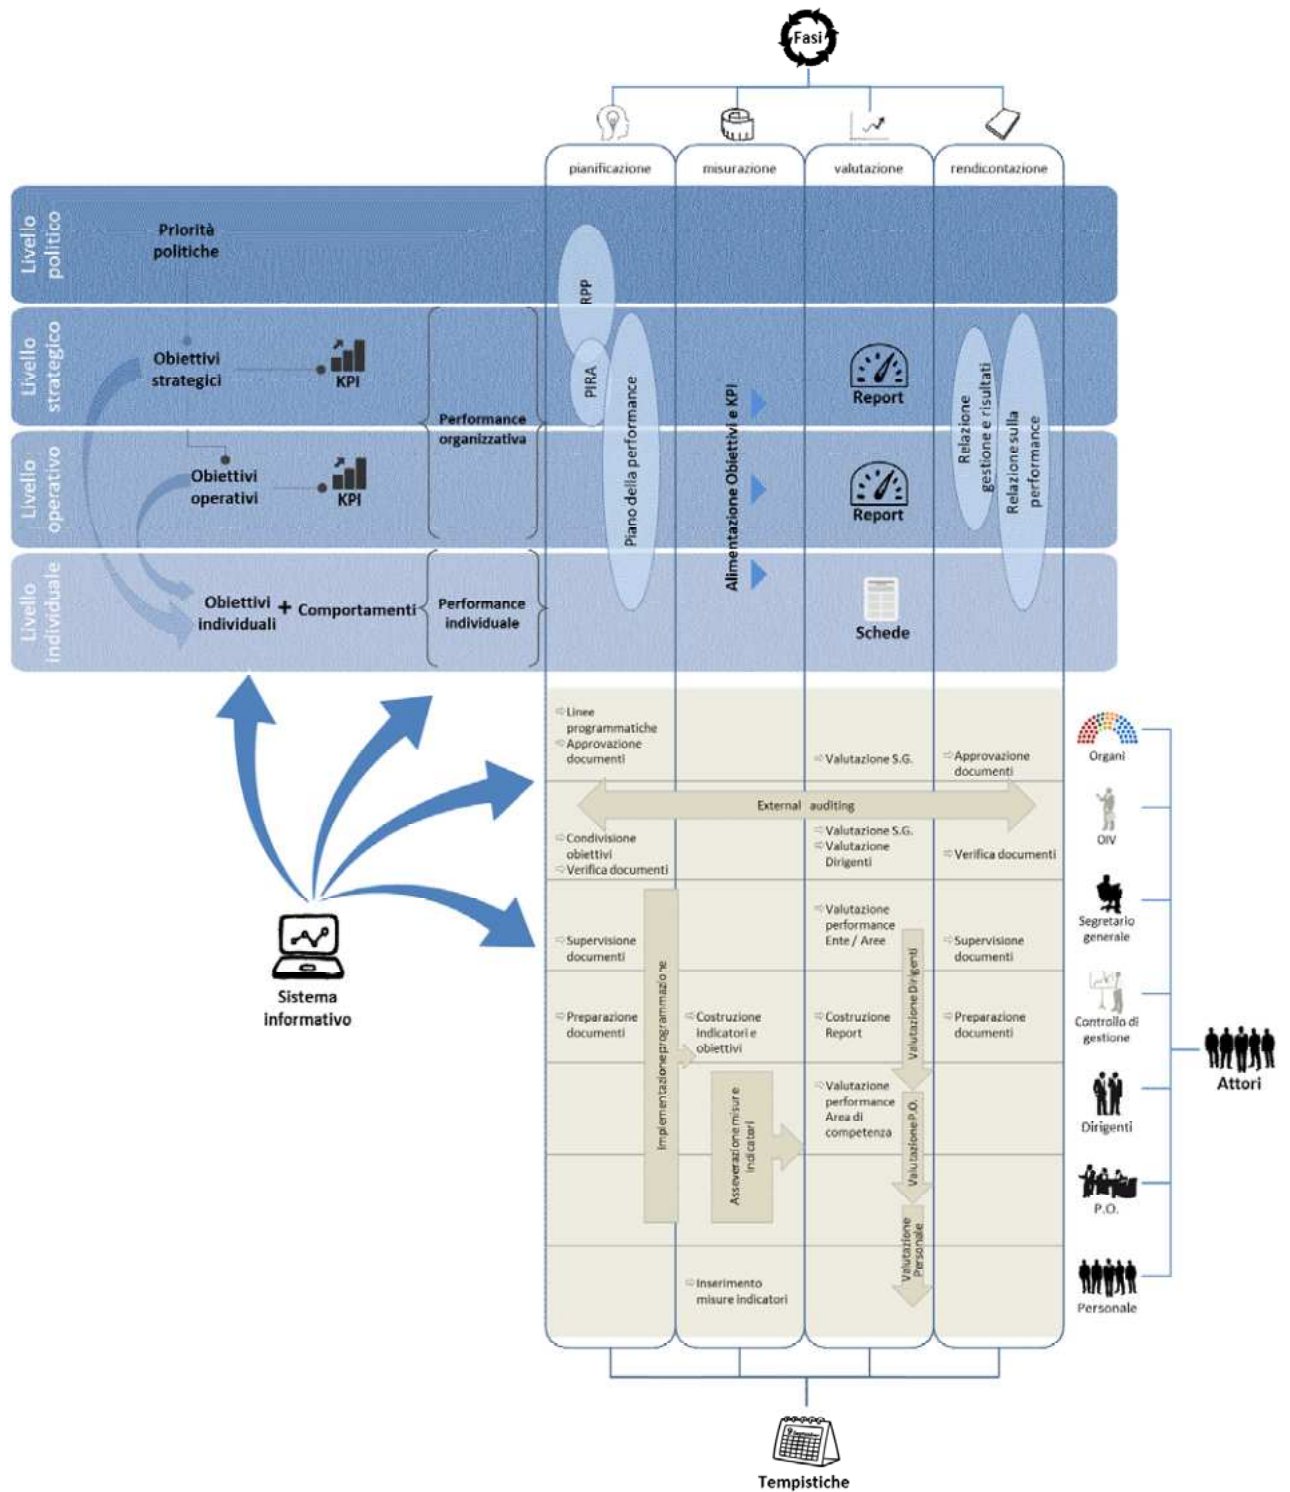 Fasi
pianificazione
misurazione
valutazione
rendicontazione
Livello
politico
Priorità
politiche
RPP
Livello
strategico
Obiettivi
strategici
KPI
PIRA
Piano della performance
Performance
organizzativa
Alimentazione Obiettivi e KPI
Report
Relazione
gestione e risultati
Relazione sulla
performance
Livello
operativo
Obiettivi
operativi
KPI
Report
Livello
individuale
Obiettivi
individuali
+
Comportamenti
Performance
individuale
Schede
Linee
programmatiche
Approvazione
documenti
Valutazione S.G.
Approvazione
documenti
Organi
External auditing
Condivisione
obiettivi
Verifica documenti
Valutazione S.G.
Valutazione
Dirigenti
Verifica documenti
OIV
Supervisione
documenti
Valutazione
performance
Ente / Aree
Supervisione
documenti
Segretario
generale
Implementazione programmazione
Valutazione Dirigenti
Sistema
informativo
Preparazione
documenti
Costruzione
indicatori e
obiettivi
Costruzione
Report
Preparazione
documenti
Controllo di
gestione
Attori
Asseverazione misure
indicatori
Valutazione
performance
Area di
competenza
Dirigenti
Valutazione P.O.
P.O.
Valutazione
Personale
Inserimento
misure indicatori
Personale
9 September
Tempistiche